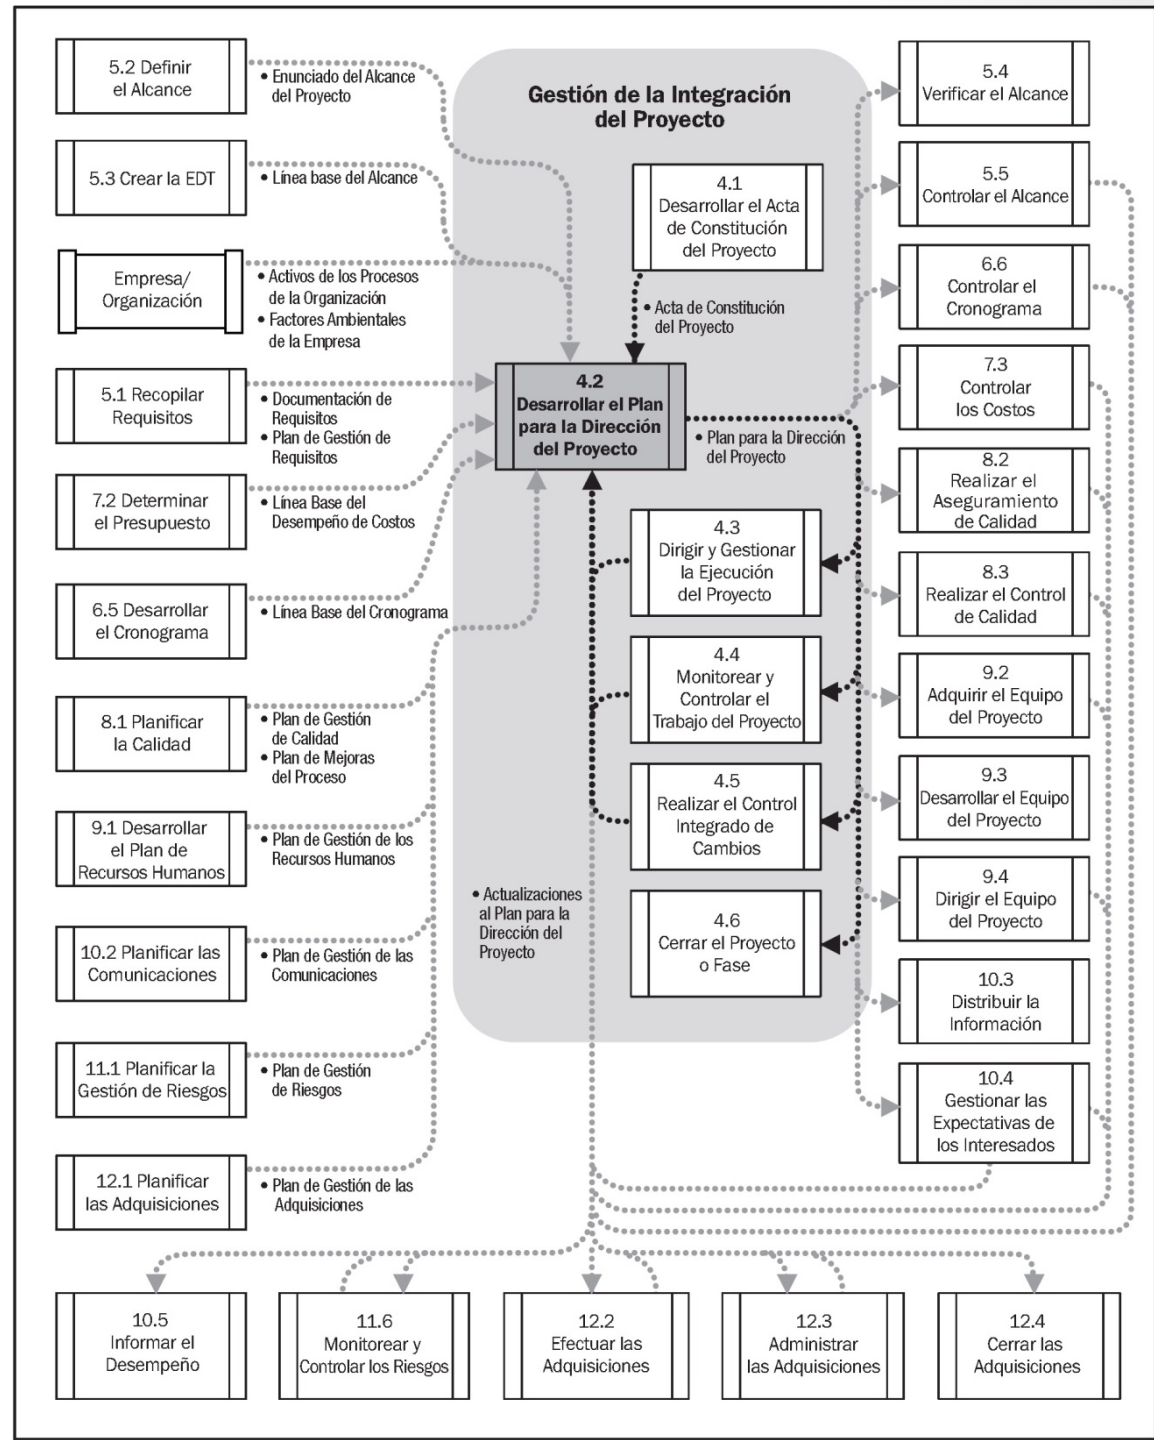 5.2 Definir
el Alcance
• Enunciado del Alcance
del Proyecto
5.3 Crear la EDT
• Línea base del Alcance
Empresa/
Organización
• Activos de los Procesos
de la Organización
• Factores Ambientales
de la Empresa
5.1 Recopilar
Requisitos
• Documentación de
Requisitos
• Plan de Gestión de
Requisitos
7.2 Determinar
el Presupuesto
• Línea Base del
Desempeño de Costos
6.5 Desarrollar
el Cronograma
• Línea Base del Cronograma
8.1 Planificar
la Calidad
• Plan de Gestión
de Calidad
• Plan de Mejoras
del Proceso
9.1 Desarrollar
el Plan de
Recursos Humanos
• Plan de Gestión de los
Recursos Humanos
10.2 Planificar las
Comunicaciones
• Plan de Gestión de las
Comunicaciones
11.1 Planificar la
Gestión de Riesgos
• Plan de Gestión
de Riesgos
12.1 Planificar
las Adquisiciones
• Plan de Gestión de las
Adquisiciones
Gestión de la Integración
del Proyecto
4.1
Desarrollar el Acta
de Constitución
del Proyecto
• Acta de Constitución
del Proyecto
4.2
Desarrollar el Plan
para la Dirección
del Proyecto
• Plan para la Dirección
del Proyecto
4.3
Dirigir y Gestionar
la Ejecución
del Proyecto
4.4
Monitorear y
Controlar el
Trabajo del Proyecto
4.5
Realizar el Control
Integrado de
Cambios
• Actualizaciones
al Plan para la
Dirección del
Proyecto
4.6
Cerrar el Proyecto
o Fase
5.4
Verificar el Alcance
5.5
Controlar el Alcance
6.6
Controlar el
Cronograma
7.3
Controlar
los Costos
8.2
Realizar el
Aseguramiento
de Calidad
8.3
Realizar el Control
de Calidad
9.2
Adquirir el Equipo
del Proyecto
9.3
Desarrollar el Equipo
del Proyecto
9.4
Dirigir el Equipo
del Proyecto
10.3
Distribuir la
Información
10.4
Gestionar las
Expectativas de
los Interesados
10.5
Informar el
Desempeño
11.6
Monitorear y
Controlar los Riesgos
12.2
Efectuar las
Adquisiciones
12.3
Administrar
las Adquisiciones
12.4
Cerrar las
Adquisiciones